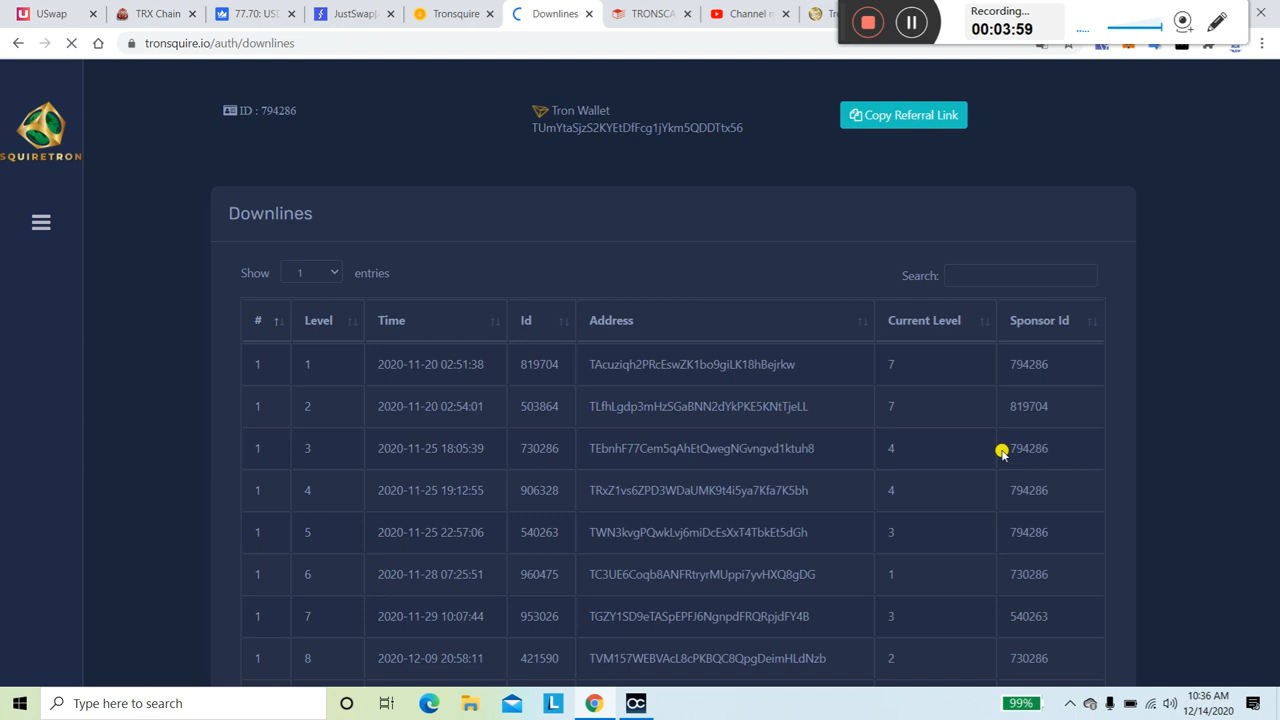 USwap
TRX Chain
77.70: US
JustSwap
Tronsquire
Downlines
TRONSCA
Channel
Tro
Recording...
00:03:59
tronsquire.io/auth/downlines
SQUIRETRON
ID : 794286
Tron Wallet
TUmYtaSjzS2KYEtDfFcg1jYkm5QDDTtx56
Copy Referral Link
Downlines
Show 1 entries
Search:
# Level Time Id Address Current Level Sponsor Id
1 1 2020-11-20 02:51:38 819704 TAcuziqh2PRcEswZK1bo9giLK18hBejrkw 7 794286
1 2 2020-11-20 02:54:01 503864 TLfhLgdp3mHzSGaBNN2dYkPKE5KNtTjeLL 7 819704
1 3 2020-11-25 18:05:39 730286 TEbnhF77Cem5qAhEtQwegNGvngvd1ktuh8 4 794286
1 4 2020-11-25 19:12:55 906328 TRxZ1vs6ZPD3WDaUMK9t4i5ya7Kfa7K5bh 4 794286
1 5 2020-11-25 22:57:06 540263 TWN3kvgPQwkLvj6miDcEsXxT4TbkEt5dGh 3 794286
1 6 2020-11-28 07:25:51 960475 TC3UE6Coqb8ANFRtryrMUppi7yvHXQ8gDG 1 730286
1 7 2020-11-29 10:07:44 953026 TGZY1SD9eTASpEPFJ6NgnpdFRQRpjdFY4B 3 540263
1 8 2020-12-09 20:58:11 421590 TVM157WEBVAcL8cPKBQC8QpgDeimHLdNzb 2 730286
Type here to search
99%
10:36 AM
12/14/2020